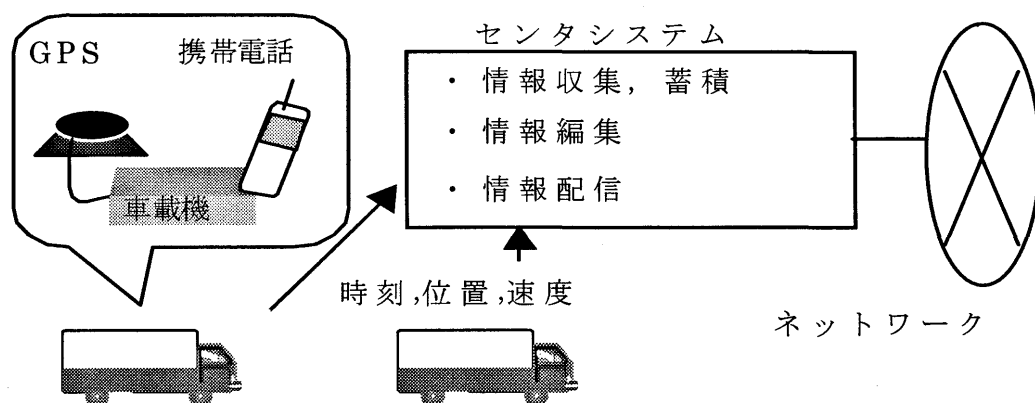 GPS 携帯電話
車載機
センタシステム
・情報収集，蓄積
・情報編集
・情報配信
時刻,位置,速度
ネットワーク